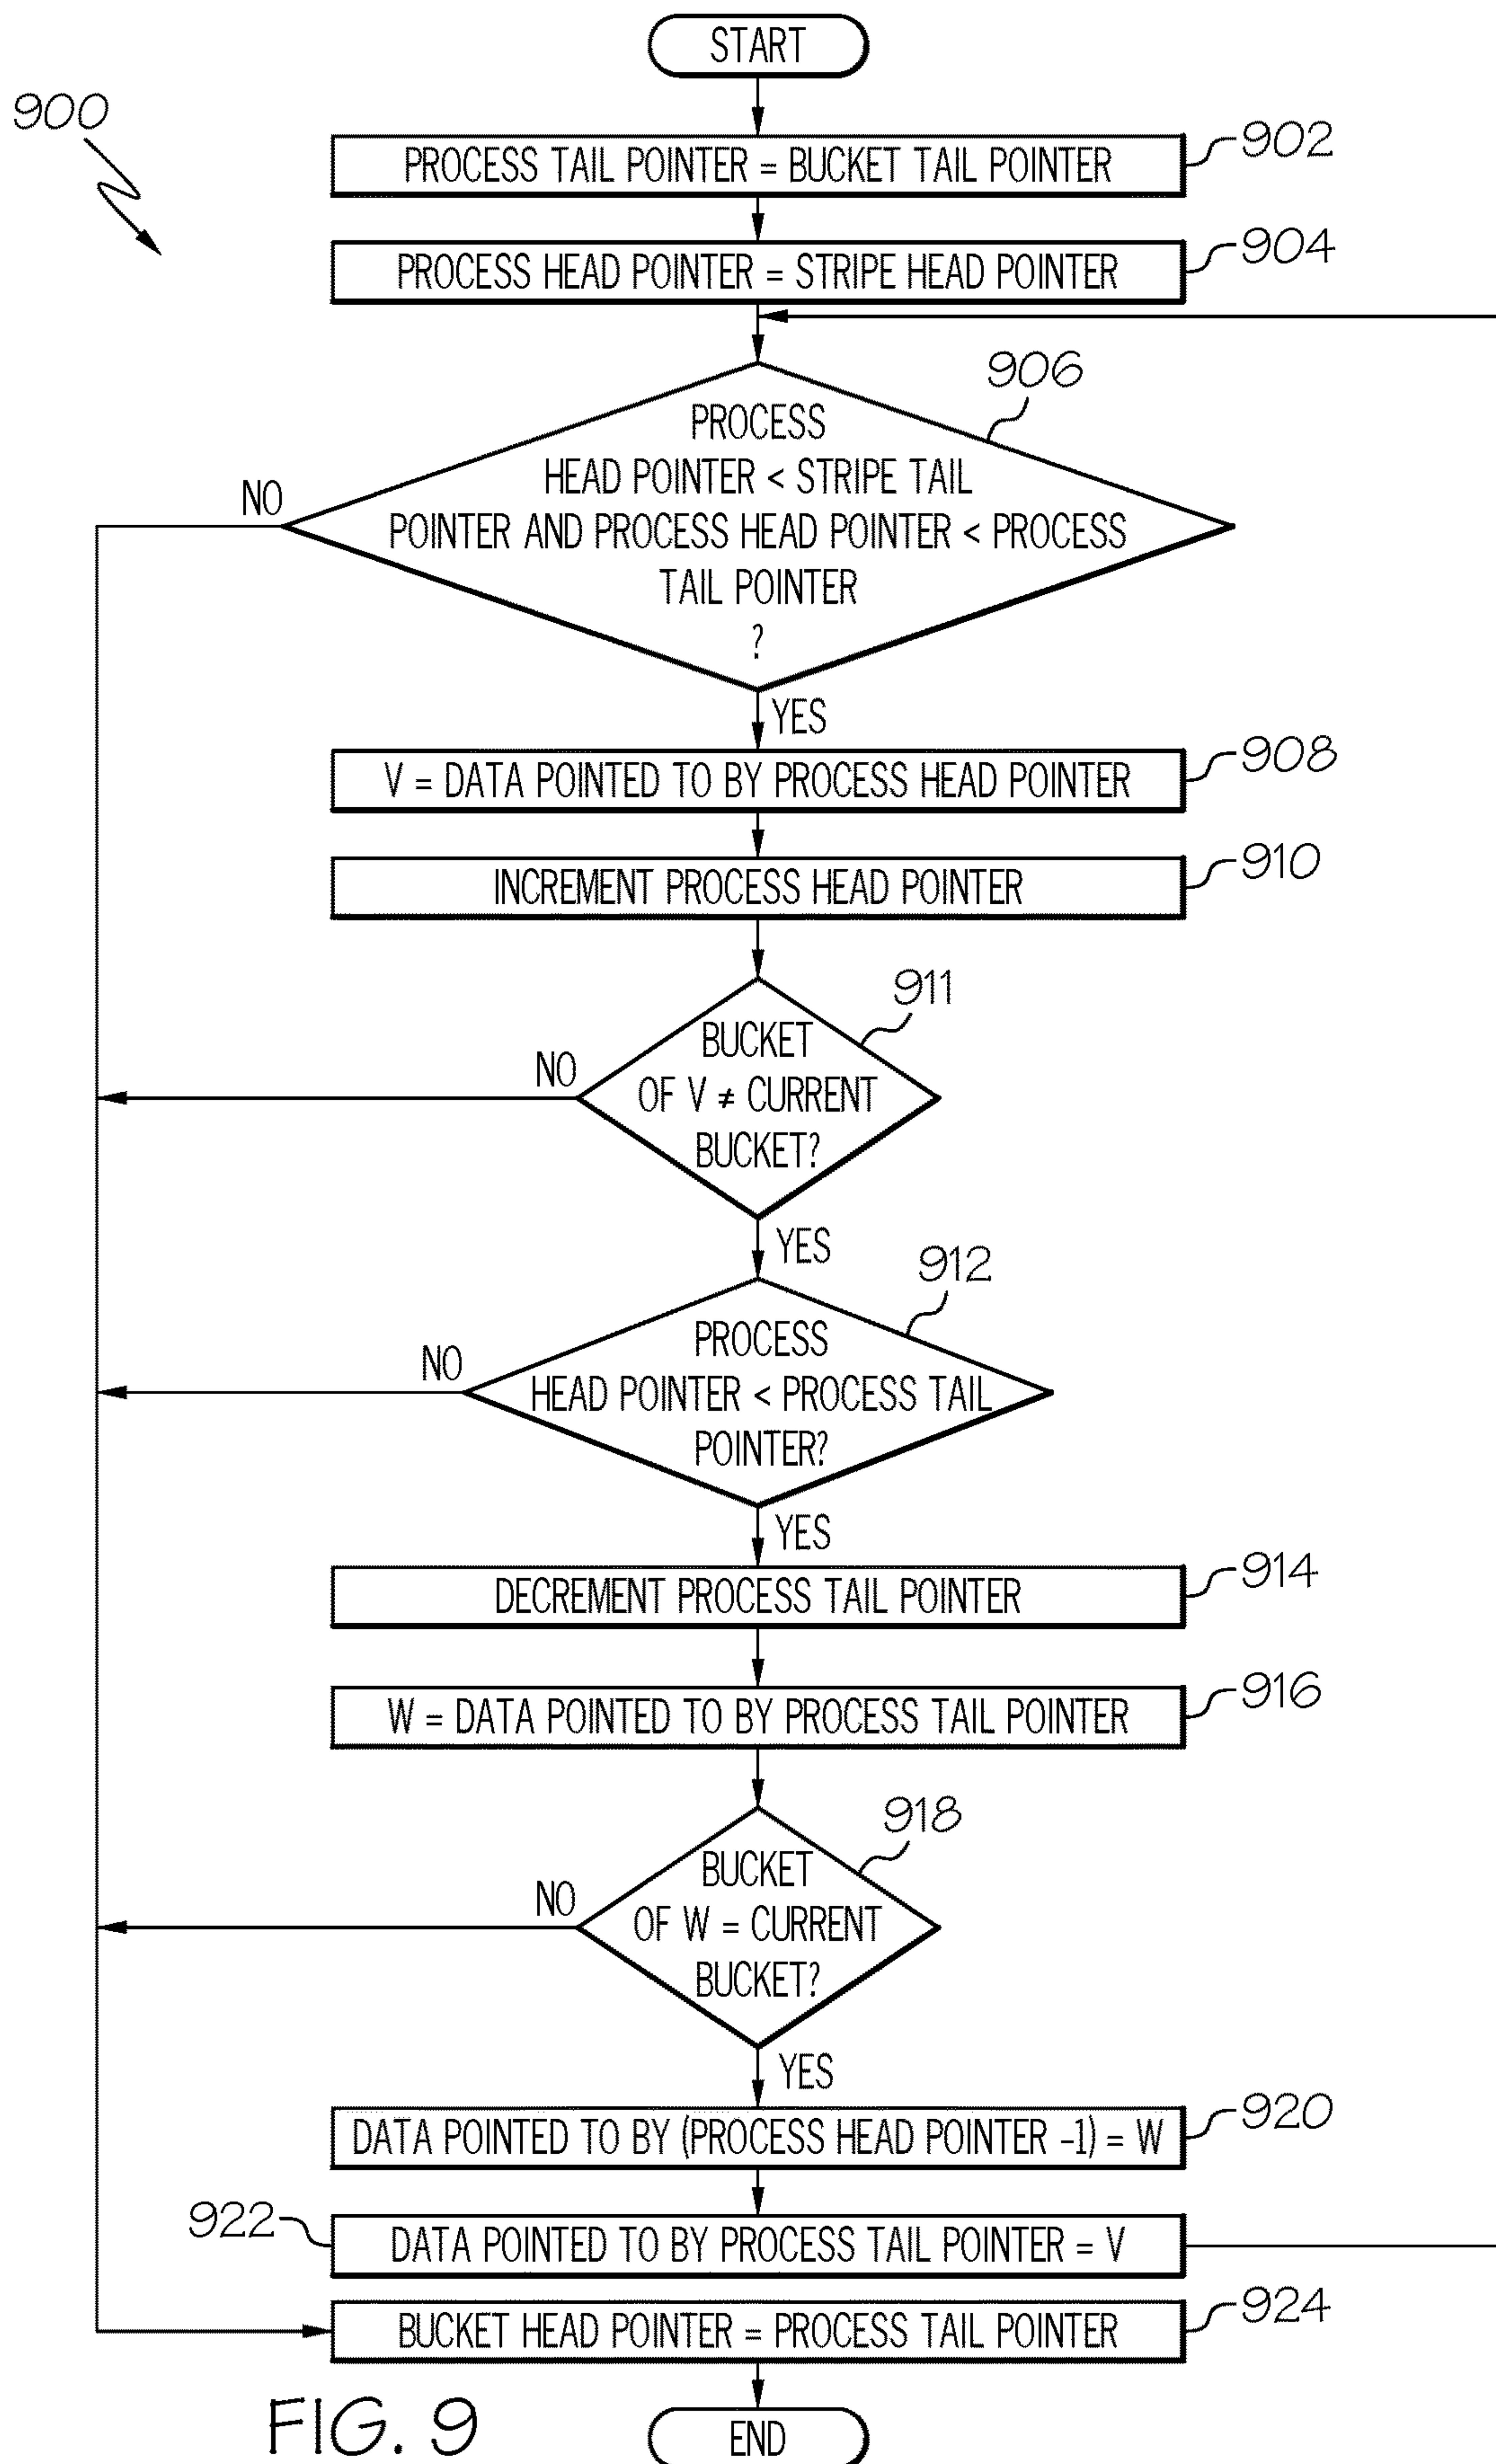 START
900
PROCESS TAIL POINTER = BUCKET TAIL POINTER
902
PROCESS HEAD POINTER = STRIPE HEAD POINTER
904
906
PROCESS
HEAD POINTER < STRIPE TAIL
POINTER AND PROCESS HEAD POINTER < PROCESS
TAIL POINTER
?
NO
YES
V = DATA POINTED TO BY PROCESS HEAD POINTER
908
INCREMENT PROCESS HEAD POINTER
910
911
BUCKET
OF V ≠ CURRENT
BUCKET?
NO
YES
912
PROCESS
HEAD POINTER < PROCESS TAIL
POINTER?
NO
YES
DECREMENT PROCESS TAIL POINTER
914
W = DATA POINTED TO BY PROCESS TAIL POINTER
916
918
BUCKET
OF W = CURRENT
BUCKET?
NO
YES
DATA POINTED TO BY (PROCESS HEAD POINTER -1) = W
920
922
DATA POINTED TO BY PROCESS TAIL POINTER = V
BUCKET HEAD POINTER = PROCESS TAIL POINTER
924
FIG. 9
END